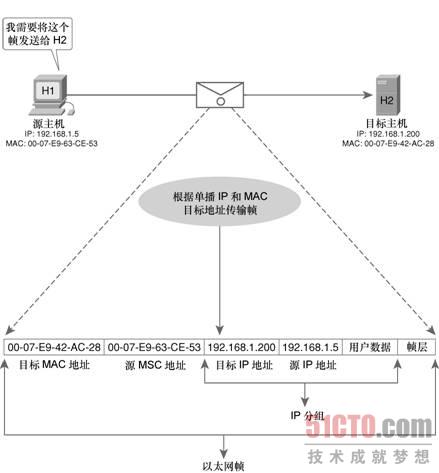 我需要将这个
帧发送给 H2
H1
H2
源主机
IP: 192.168.1.5
MAC: 00-07-E9-63-CE-53
目标主机
IP: 192.168.1.200
MAC: 00-07-E9-42-AC-28
根据单播 IP 和 MAC
目标地址传输帧
00-07-E9-42-AC-28 00-07-E9-63-CE-53 192.168.1.200 192.168.1.5 用户数据 帧层
目标 MAC 地址 源 MSC 地址 目标 IP 地址 源 IP 地址
IP 分组
51CTO.com
技术成就梦想
以太网帧